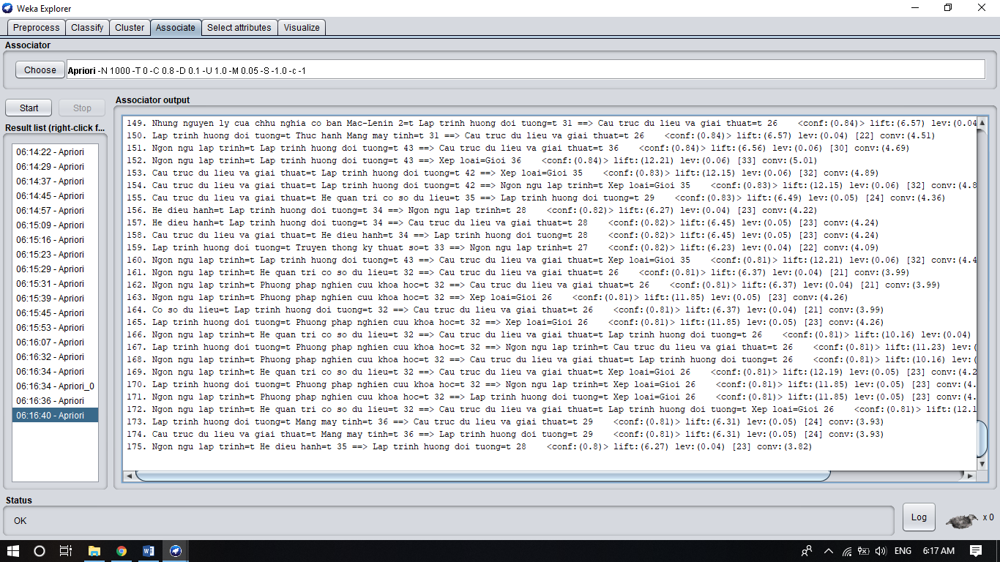 Weka Explorer
Preprocess Classify Cluster Associate Select attributes Visualize
Associator
Choose Apriori -N 1000 -T 0 -C 0.8 -D 0.1 -U 1.0 -M 0.05 -S -1.0 -c -1
Start Stop
Associator output
Result list (right-click f...
06:14:22 - Apriori
06:14:29 - Apriori
06:14:37 - Apriori
06:14:45 - Apriori
06:14:57 - Apriori
06:15:09 - Apriori
06:15:16 - Apriori
06:15:23 - Apriori
06:15:29 - Apriori
06:15:31 - Apriori
06:15:39 - Apriori
06:15:45 - Apriori
06:15:53 - Apriori
06:16:07 - Apriori
06:16:32 - Apriori
06:16:34 - Apriori
06:16:34 - Apriori_0
06:16:36 - Apriori
06:16:40 - Apriori
149. Nhung nguyen ly cua chhu nghia co ban Mac-Lenin 2=t Lap trinh huong doi tuong=t 31 ==> Cau truc du lieu va giai thuat=t 26 <conf:(0.84)> lift:(6.57) lev:(0.04
150. Lap trinh huong doi tuong=t Thuc hanh Mang may tinh=t 31 ==> Cau truc du lieu va giai thuat=t 26 <conf:(0.84)> lift:(6.57) lev:(0.04) [22] conv:(4.51)
151. Ngon ngu lap trinh=t Lap trinh huong doi tuong=t 43 ==> Cau truc du lieu va giai thuat=t 36 <conf:(0.84)> lift:(6.56) lev:(0.06) [30] conv:(4.69)
152. Ngon ngu lap trinh=t Lap trinh huong doi tuong=t 43 ==> Xep loai=Gioi 36 <conf:(0.84)> lift:(12.21) lev:(0.06) [33] conv:(5.01)
153. Cau truc du lieu va giai thuat=t Lap trinh huong doi tuong=t 42 ==> Xep loai=Gioi 35 <conf:(0.83)> lift:(12.15) lev:(0.06) [32] conv:(4.89)
154. Cau truc du lieu va giai thuat=t Lap trinh huong doi tuong=t 42 ==> Ngon ngu lap trinh=t Xep loai=Gioi 35 <conf:(0.83)> lift:(12.15) lev:(0.06) [32] conv:(4.8
155. Cau truc du lieu va giai thuat=t He quan tri co so du lieu=t 35 ==> Lap trinh huong doi tuong=t 29 <conf:(0.83)> lift:(6.49) lev:(0.05) [24] conv:(4.36)
156. He dieu hanh=t Lap trinh huong doi tuong=t 34 ==> Ngon ngu lap trinh=t 28 <conf:(0.82)> lift:(6.27) lev:(0.04) [23] conv:(4.22)
157. He dieu hanh=t Lap trinh huong doi tuong=t 34 ==> Cau truc du lieu va giai thuat=t 28 <conf:(0.82)> lift:(6.45) lev:(0.05) [23] conv:(4.24)
158. Cau truc du lieu va giai thuat=t He dieu hanh=t 34 ==> Lap trinh huong doi tuong=t 28 <conf:(0.82)> lift:(6.45) lev:(0.05) [23] conv:(4.24)
159. Lap trinh huong doi tuong=t Truyen thong ky thuat so=t 33 ==> Ngon ngu lap trinh=t 27 <conf:(0.82)> lift:(6.23) lev:(0.04) [22] conv:(4.09)
160. Ngon ngu lap trinh=t Lap trinh huong doi tuong=t 43 ==> Cau truc du lieu va giai thuat=t Xep loai=Gioi 35 <conf:(0.81)> lift:(12.21) lev:(0.06) [32] conv:(4.4
161. Ngon ngu lap trinh=t He quan tri co so du lieu=t 32 ==> Cau truc du lieu va giai thuat=t 26 <conf:(0.81)> lift:(6.37) lev:(0.04) [21] conv:(3.99)
162. Ngon ngu lap trinh=t Phuong phap nghien cuu khoa hoc=t 32 ==> Cau truc du lieu va giai thuat=t 26 <conf:(0.81)> lift:(6.37) lev:(0.04) [21] conv:(3.99)
163. Ngon ngu lap trinh=t Phuong phap nghien cuu khoa hoc=t 32 ==> Xep loai=Gioi 26 <conf:(0.81)> lift:(11.85) lev:(0.05) [23] conv:(4.26)
164. Co so du lieu=t Lap trinh huong doi tuong=t 32 ==> Cau truc du lieu va giai thuat=t 26 <conf:(0.81)> lift:(6.37) lev:(0.04) [21] conv:(3.99)
165. Lap trinh huong doi tuong=t Phuong phap nghien cuu khoa hoc=t 32 ==> Xep loai=Gioi 26 <conf:(0.81)> lift:(11.85) lev:(0.05) [23] conv:(4.26)
166. Ngon ngu lap trinh=t He quan tri co so du lieu=t 32 ==> Cau truc du lieu va giai thuat=t Lap trinh huong doi tuong=t 26 <conf:(0.81)> lift:(10.16) lev:(0.04)
167. Lap trinh huong doi tuong=t Phuong phap nghien cuu khoa hoc=t 32 ==> Ngon ngu lap trinh=t Cau truc du lieu va giai thuat=t 26 <conf:(0.81)> lift:(11.23) lev:(
168. Ngon ngu lap trinh=t Phuong phap nghien cuu khoa hoc=t 32 ==> Cau truc du lieu va giai thuat=t Lap trinh huong doi tuong=t 26 <conf:(0.81)> lift:(10.16) lev:(
169. Ngon ngu lap trinh=t He quan tri co so du lieu=t 32 ==> Cau truc du lieu va giai thuat=t Xep loai=Gioi 26 <conf:(0.81)> lift:(12.19) lev:(0.05) [23] conv:(4.2
170. Lap trinh huong doi tuong=t Phuong phap nghien cuu khoa hoc=t 32 ==> Ngon ngu lap trinh=t Xep loai=Gioi 26 <conf:(0.81)> lift:(11.85) lev:(0.05) [23] conv:(4.
171. Ngon ngu lap trinh=t Phuong phap nghien cuu khoa hoc=t 32 ==> Lap trinh huong doi tuong=t Xep loai=Gioi 26 <conf:(0.81)> lift:(11.85) lev:(0.05) [23] conv:(4.
172. Ngon ngu lap trinh=t He quan tri co so du lieu=t 32 ==> Cau truc du lieu va giai thuat=t Lap trinh huong doi tuong=t Xep loai=Gioi 26 <conf:(0.81)> lift:(12.1
173. Lap trinh huong doi tuong=t Mang may tinh=t 36 ==> Cau truc du lieu va giai thuat=t 29 <conf:(0.81)> lift:(6.31) lev:(0.05) [24] conv:(3.93)
174. Cau truc du lieu va giai thuat=t Mang may tinh=t 36 ==> Lap trinh huong doi tuong=t 29 <conf:(0.81)> lift:(6.31) lev:(0.05) [24] conv:(3.93)
175. Ngon ngu lap trinh=t He dieu hanh=t 35 ==> Lap trinh huong doi tuong=t 28 <conf:(0.8)> lift:(6.27) lev:(0.04) [23] conv:(3.82)
Status
OK
Log
x 0
ENG 6:17 AM